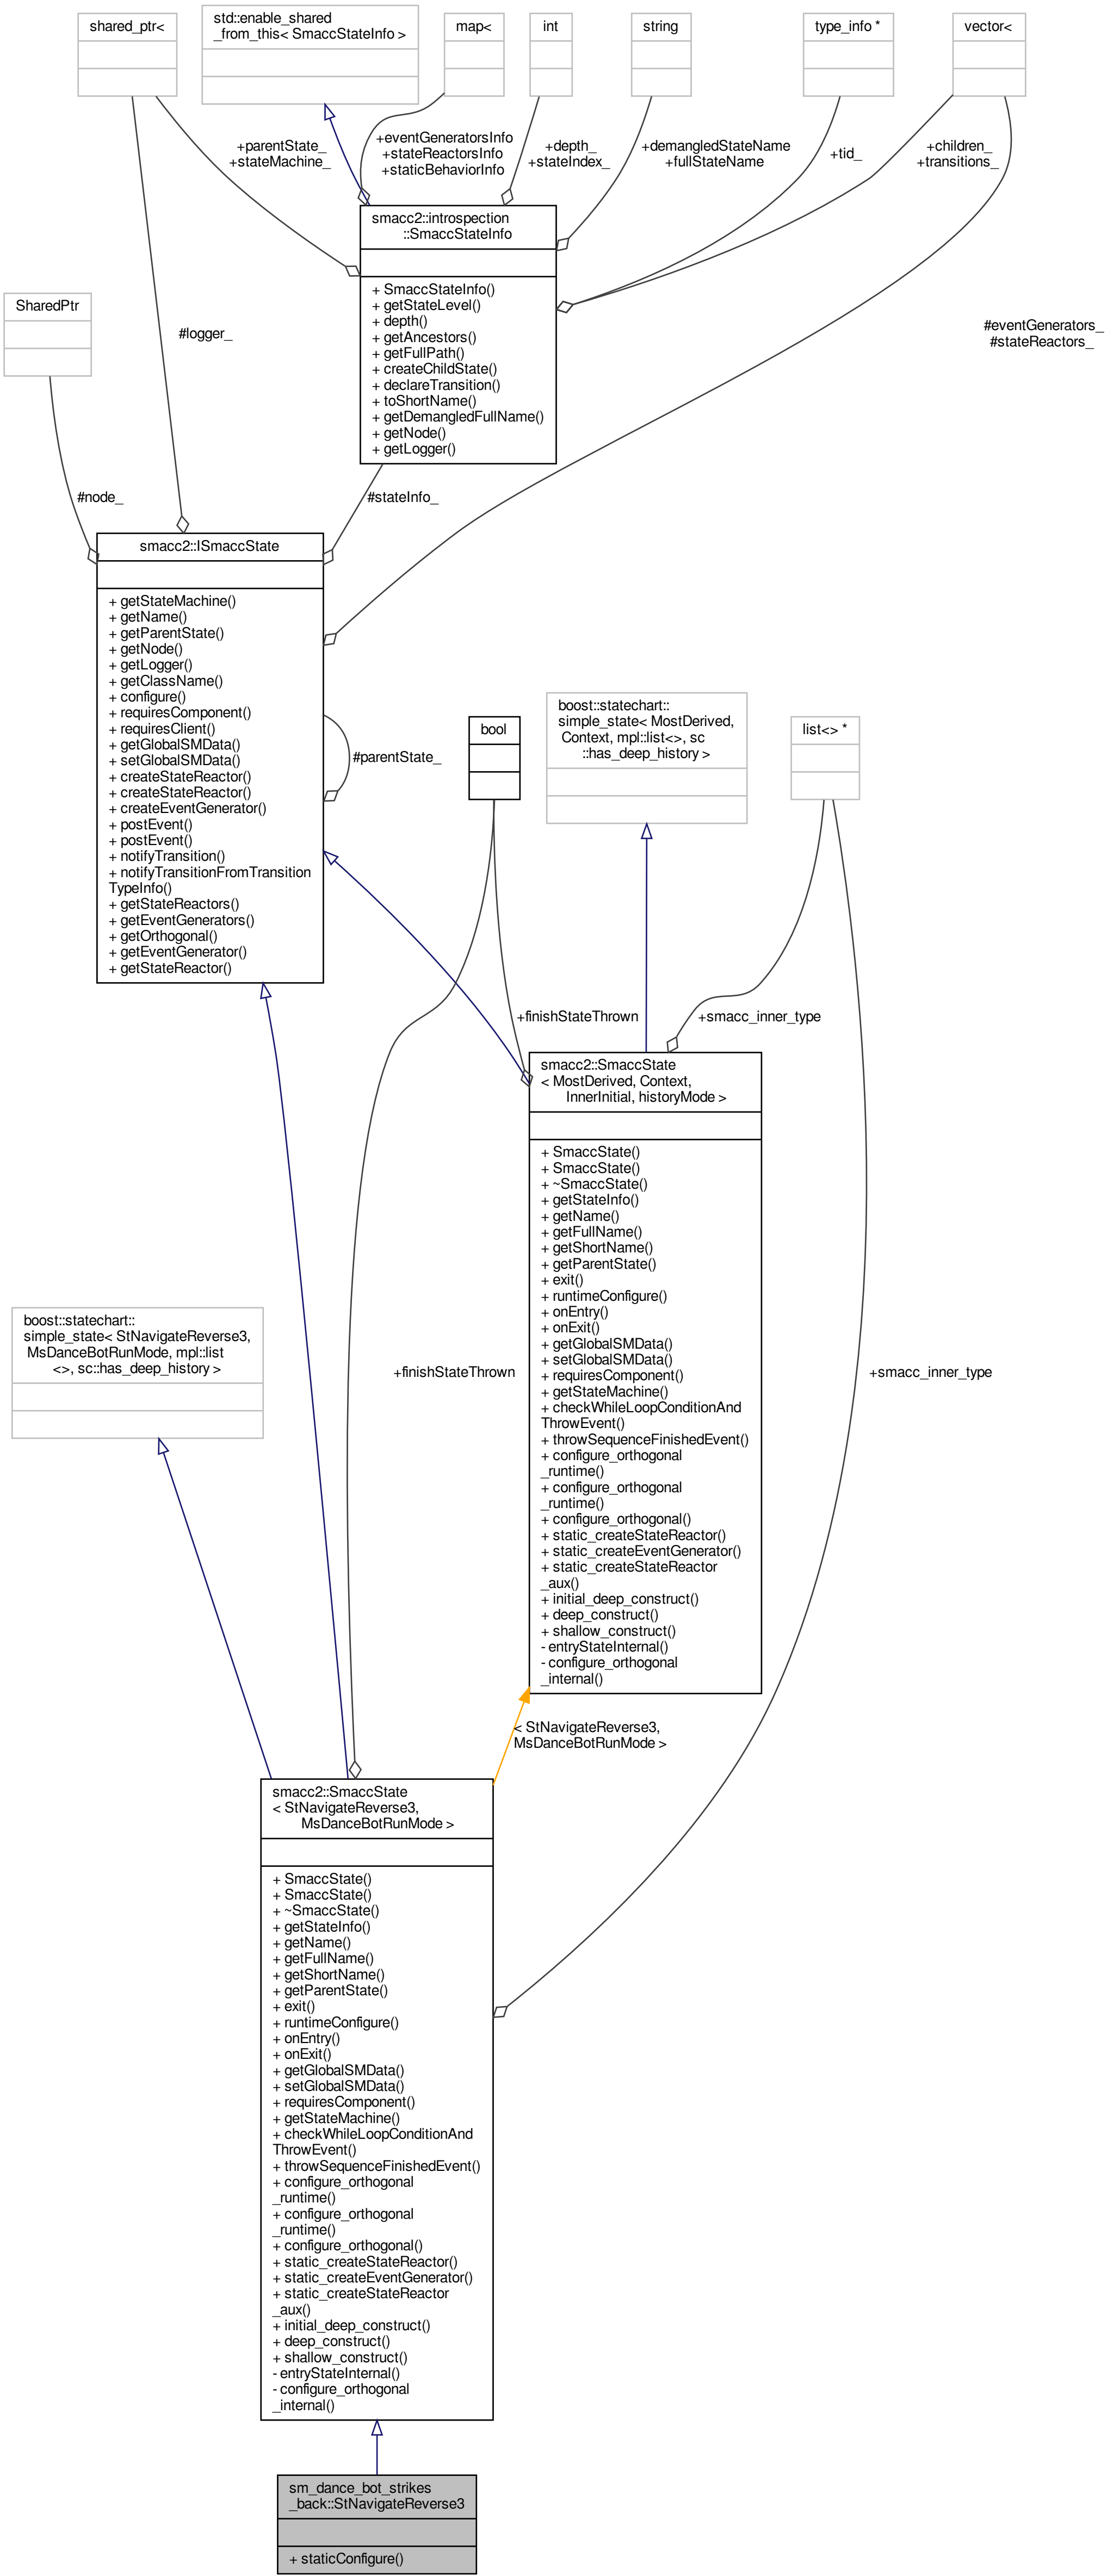 shared_ptr<
std::enable_shared
_from_this< SmaccStateInfo >
map<
int
string
type_info *
vector<
+parentState_
+stateMachine_
+eventGeneratorsInfo
+stateReactorsInfo
+staticBehaviorInfo
+depth_
+stateIndex_
+demangledStateName
+fullStateName
+tid_
+children_
+transitions_
smacc2::introspection
::SmaccStateInfo
+ SmaccStateInfo()
+ getStateLevel()
+ depth()
+ getAncestors()
+ getFullPath()
+ createChildState()
+ declareTransition()
+ toShortName()
+ getDemangledFullName()
+ getNode()
+ getLogger()
SharedPtr
#logger_
#eventGenerators_
#stateReactors_
#node_
#stateInfo_
smacc2::ISmaccState
+ getStateMachine()
+ getName()
+ getParentState()
+ getNode()
+ getLogger()
+ getClassName()
+ configure()
+ requiresComponent()
+ requiresClient()
+ getGlobalSMData()
+ setGlobalSMData()
+ createStateReactor()
+ createStateReactor()
+ createEventGenerator()
+ postEvent()
+ postEvent()
+ notifyTransition()
+ notifyTransitionFromTransition
TypeInfo()
+ getStateReactors()
+ getEventGenerators()
+ getOrthogonal()
+ getEventGenerator()
+ getStateReactor()
#parentState_
bool
boost::statechart::
simple_state< MostDerived,
Context, mpl::list<>, sc
::has_deep_history >
list<> *
+finishStateThrown
+smacc_inner_type
smacc2::SmaccState
< MostDerived, Context,
InnerInitial, historyMode >
+ SmaccState()
+ SmaccState()
+ ~SmaccState()
+ getStateInfo()
+ getName()
+ getFullName()
+ getShortName()
+ getParentState()
+ exit()
+ runtimeConfigure()
+ onEntry()
+ onExit()
+ getGlobalSMData()
+ setGlobalSMData()
+ requiresComponent()
+ getStateMachine()
+ checkWhileLoopConditionAnd
ThrowEvent()
+ throwSequenceFinishedEvent()
+ configure_orthogonal
_runtime()
+ configure_orthogonal
_runtime()
+ configure_orthogonal()
+ static_createStateReactor()
+ static_createEventGenerator()
+ static_createStateReactor
_aux()
+ initial_deep_construct()
+ deep_construct()
+ shallow_construct()
- entryStateInternal()
- configure_orthogonal
_internal()
boost::statechart::
simple_state< StNavigateReverse3,
MsDanceBotRunMode, mpl::list
<>, sc::has_deep_history >
+finishStateThrown
+smacc_inner_type
< StNavigateReverse3,
MsDanceBotRunMode >
smacc2::SmaccState
< StNavigateReverse3,
MsDanceBotRunMode >
+ SmaccState()
+ SmaccState()
+ ~SmaccState()
+ getStateInfo()
+ getName()
+ getFullName()
+ getShortName()
+ getParentState()
+ exit()
+ runtimeConfigure()
+ onEntry()
+ onExit()
+ getGlobalSMData()
+ setGlobalSMData()
+ requiresComponent()
+ getStateMachine()
+ checkWhileLoopConditionAnd
ThrowEvent()
+ throwSequenceFinishedEvent()
+ configure_orthogonal
_runtime()
+ configure_orthogonal
_runtime()
+ configure_orthogonal()
+ static_createStateReactor()
+ static_createEventGenerator()
+ static_createStateReactor
_aux()
+ initial_deep_construct()
+ deep_construct()
+ shallow_construct()
- entryStateInternal()
- configure_orthogonal
_internal()
sm_dance_bot_strikes
_back::StNavigateReverse3
+ staticConfigure()